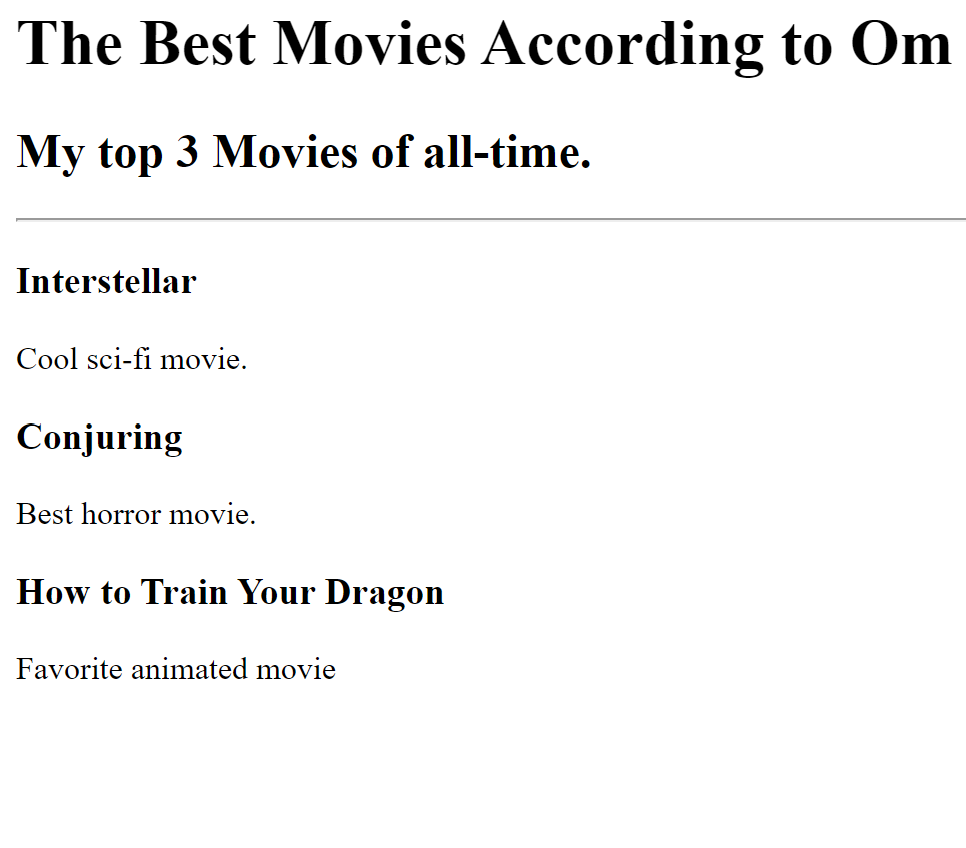 The Best Movies According to Om
My top 3 Movies of all-time.
Interstellar
Cool sci-fi movie.
Conjuring
Best horror movie.
How to Train Your Dragon
Favorite animated movie